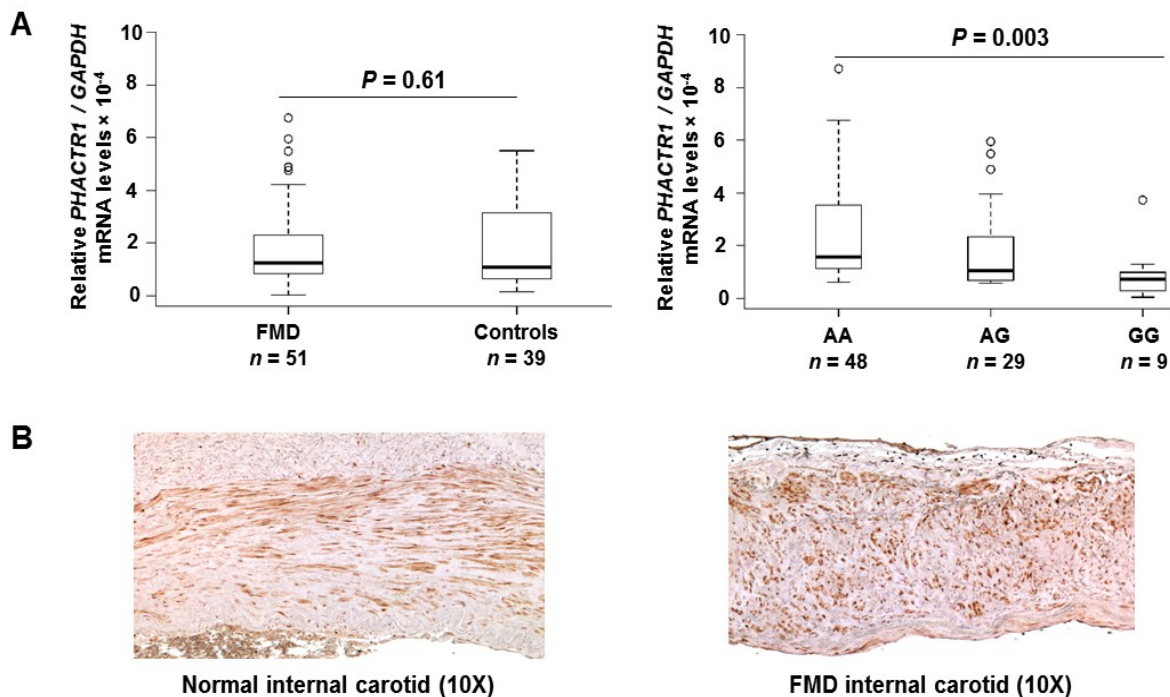 A
Relative PHACTR1 / GAPDH
mRNA levels × 10⁻⁴
10
8
6
4
2
0
P = 0.61
FMD
n = 51
Controls
n = 39
Relative PHACTR1 / GAPDH
mRNA levels × 10⁻⁴
10
8
6
4
2
0
P = 0.003
AA
n = 48
AG
n = 29
GG
n = 9
B
Normal internal carotid (10X)
FMD internal carotid (10X)